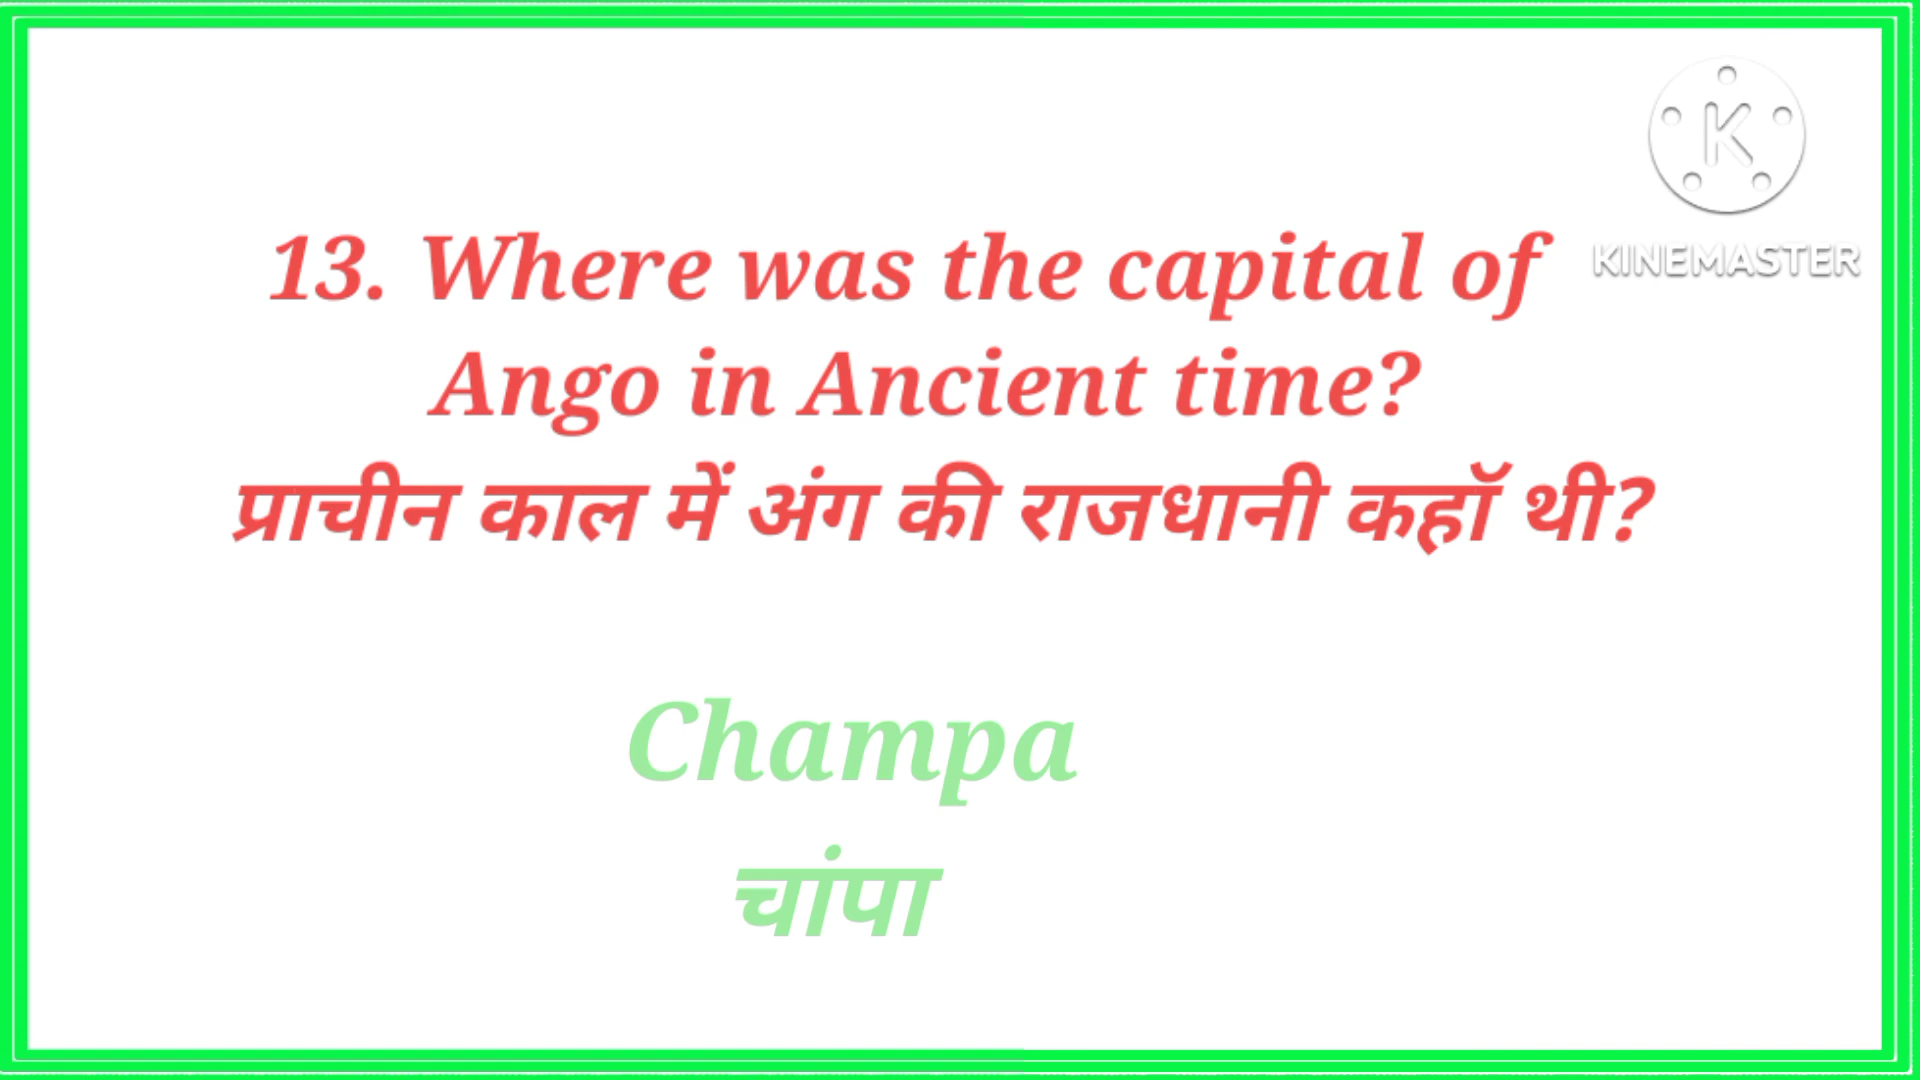 K
KINEMASTER
13. Where was the capital of
Ango in Ancient time?
प्राचीन काल में अंग की राजधानी कहॉ थी?
Champa
चांपा